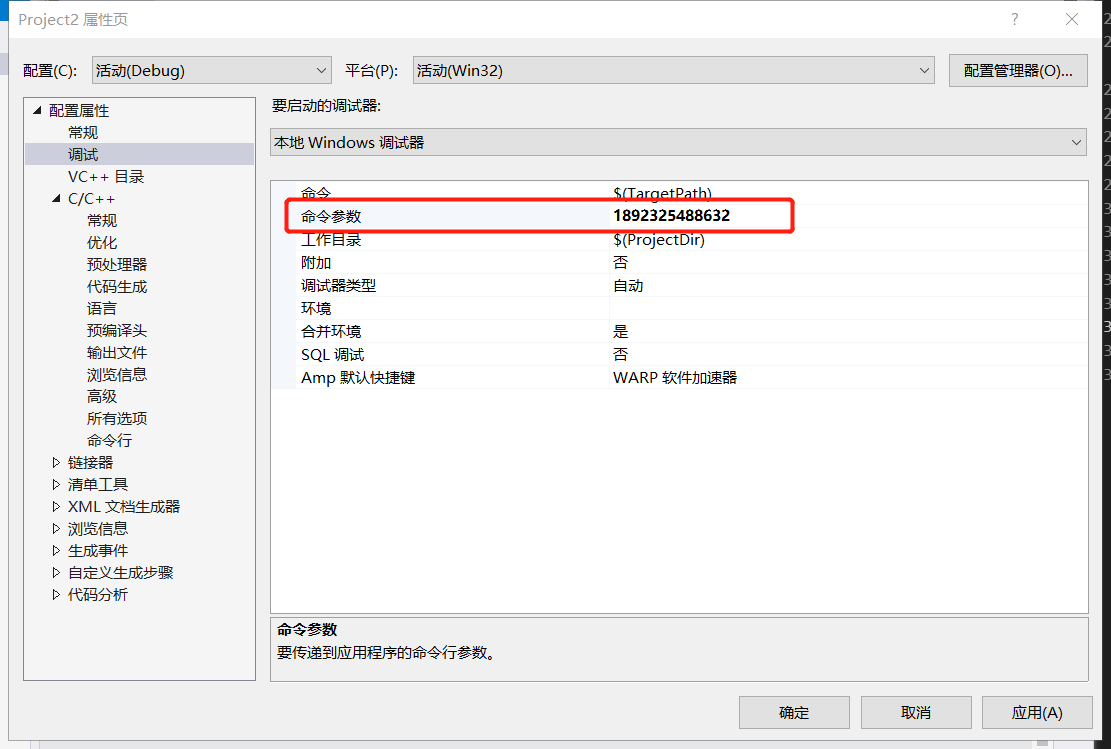 Project2 属性页
配置(C): 活动(Debug) 平台(P): 活动(Win32) 配置管理器(O)...
配置属性
常规
调试
VC++ 目录
C/C++
常规
优化
预处理器
代码生成
语言
预编译头
输出文件
浏览信息
高级
所有选项
命令行
链接器
清单工具
XML 文档生成器
浏览信息
生成事件
自定义生成步骤
代码分析
要启动的调试器:
本地 Windows 调试器
命令 $(TargetPath)
命令参数 1892325488632
工作目录 $(ProjectDir)
附加 否
调试器类型 自动
环境
合并环境 是
SQL 调试 否
Amp 默认快捷键 WARP 软件加速器
命令参数
要传递到应用程序的命令行参数。
确定 取消 应用(A)